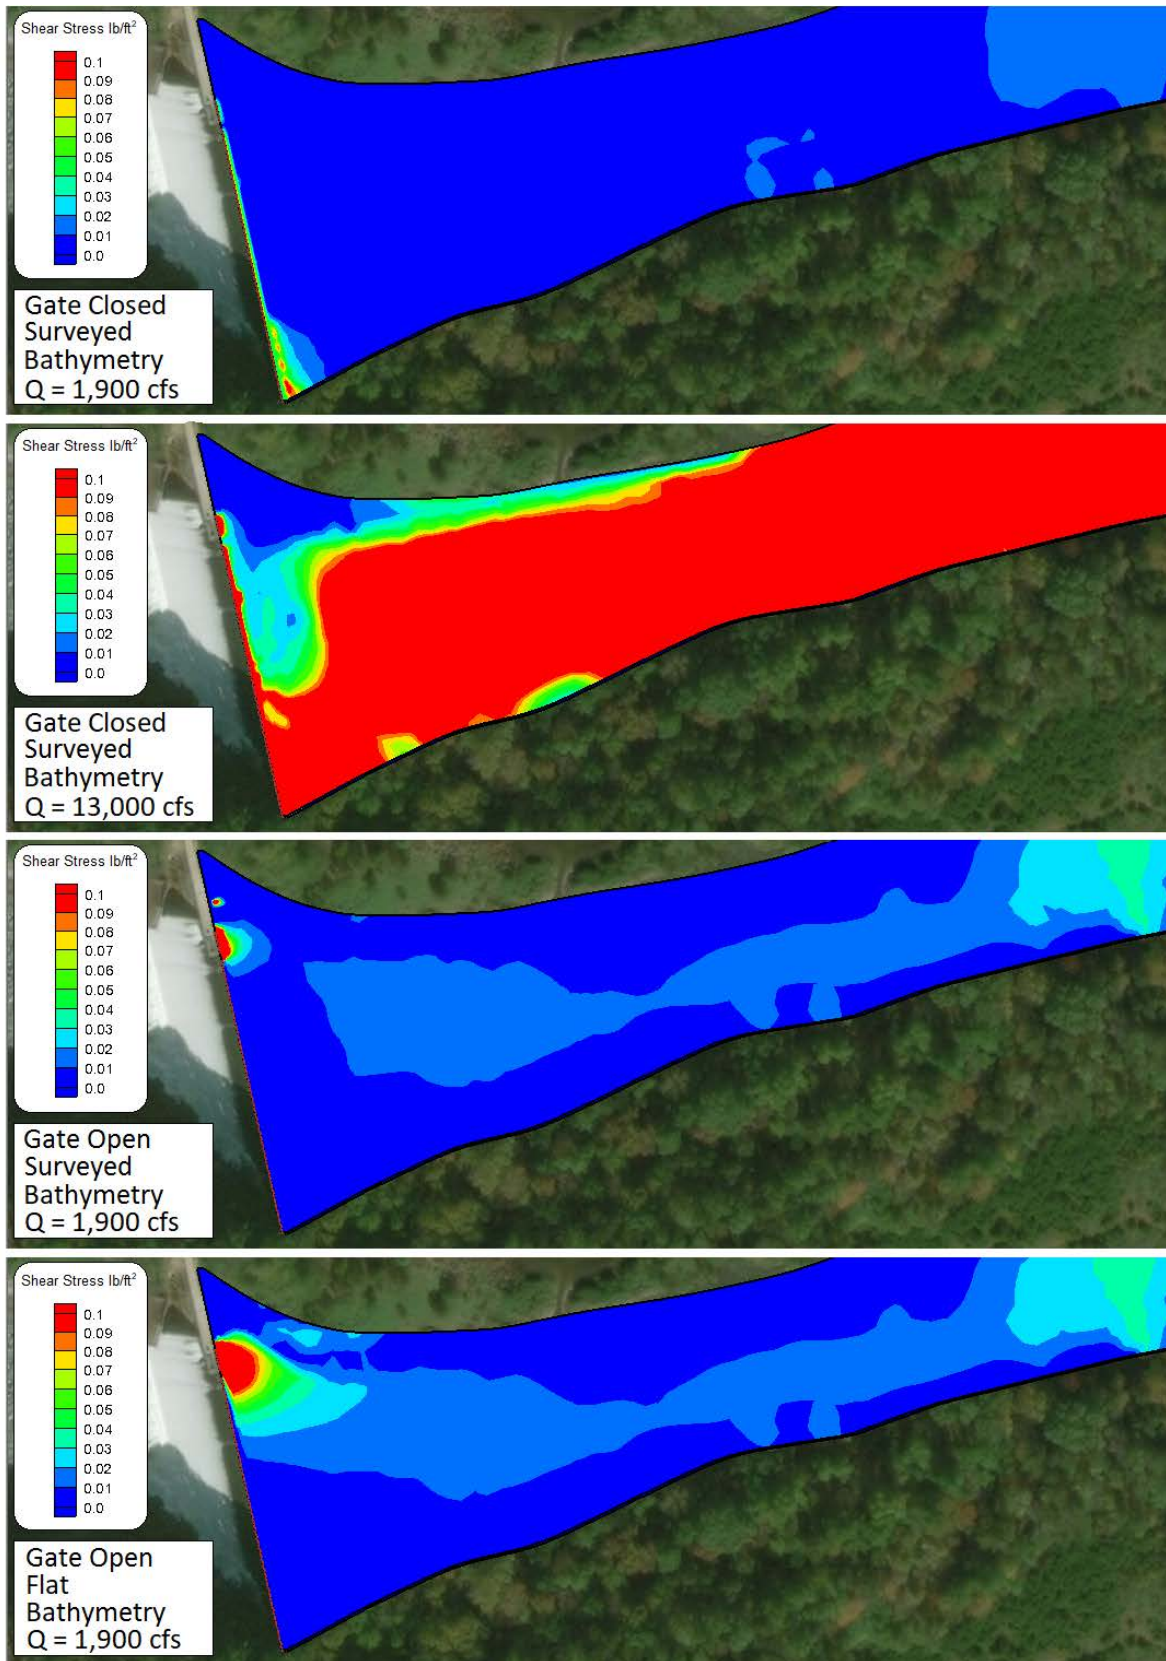 Shear Stress lb/ft²
0.1
0.09
0.08
0.07
0.06
0.05
0.04
0.03
0.02
0.01
0.0
Gate Closed
Surveyed
Bathymetry
Q = 1,900 cfs
Shear Stress lb/ft²
0.1
0.09
0.08
0.07
0.06
0.05
0.04
0.03
0.02
0.01
0.0
Gate Closed
Surveyed
Bathymetry
Q = 13,000 cfs
Shear Stress lb/ft²
0.1
0.09
0.08
0.07
0.06
0.05
0.04
0.03
0.02
0.01
0.0
Gate Open
Surveyed
Bathymetry
Q = 1,900 cfs
Shear Stress lb/ft²
0.1
0.09
0.08
0.07
0.06
0.05
0.04
0.03
0.02
0.01
0.0
Gate Open
Flat
Bathymetry
Q = 1,900 cfs